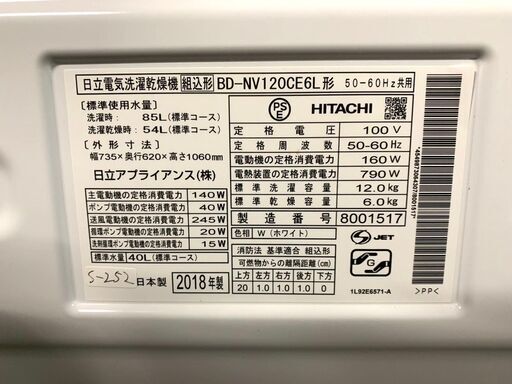 日立電気洗濯乾燥機 組込形 BD-NV120CE6L形 50-60Hz共用
〔標準使用水量〕
洗濯時：85L(標準コース)
洗濯乾燥時：54L(標準コース)
〔外形寸法〕
幅735×奥行620×高さ1060mm
日立アプライアンス(株)
主電動機の定格消費電力 140W
ポンプ電動機の定格消費電力 40W
送風電動機の定格消費電力 245W
循環ポンプ電動機の定格消費電力 20W
洗剤循環ポンプ電動機の定格消費電力 15W
標準水量 40L(標準コース)
S-252 日本製 2018年製
PSE HITACHI
定格電圧 100V
定格周波数 50-60Hz
電動機の定格消費電力 160W
電熱装置の定格消費電力 790W
標準洗濯容量 12.0kg
標準乾燥容量 6.0kg
製造番号 8001517
色相 W(ホワイト)
消防法 基準適合 組込形
可燃物からの離隔距離(cm)
上方 左方 右方 後方 下方
20 1.0 1.0 1.0 0
S JET
G
1L92E6571-A
>PP<